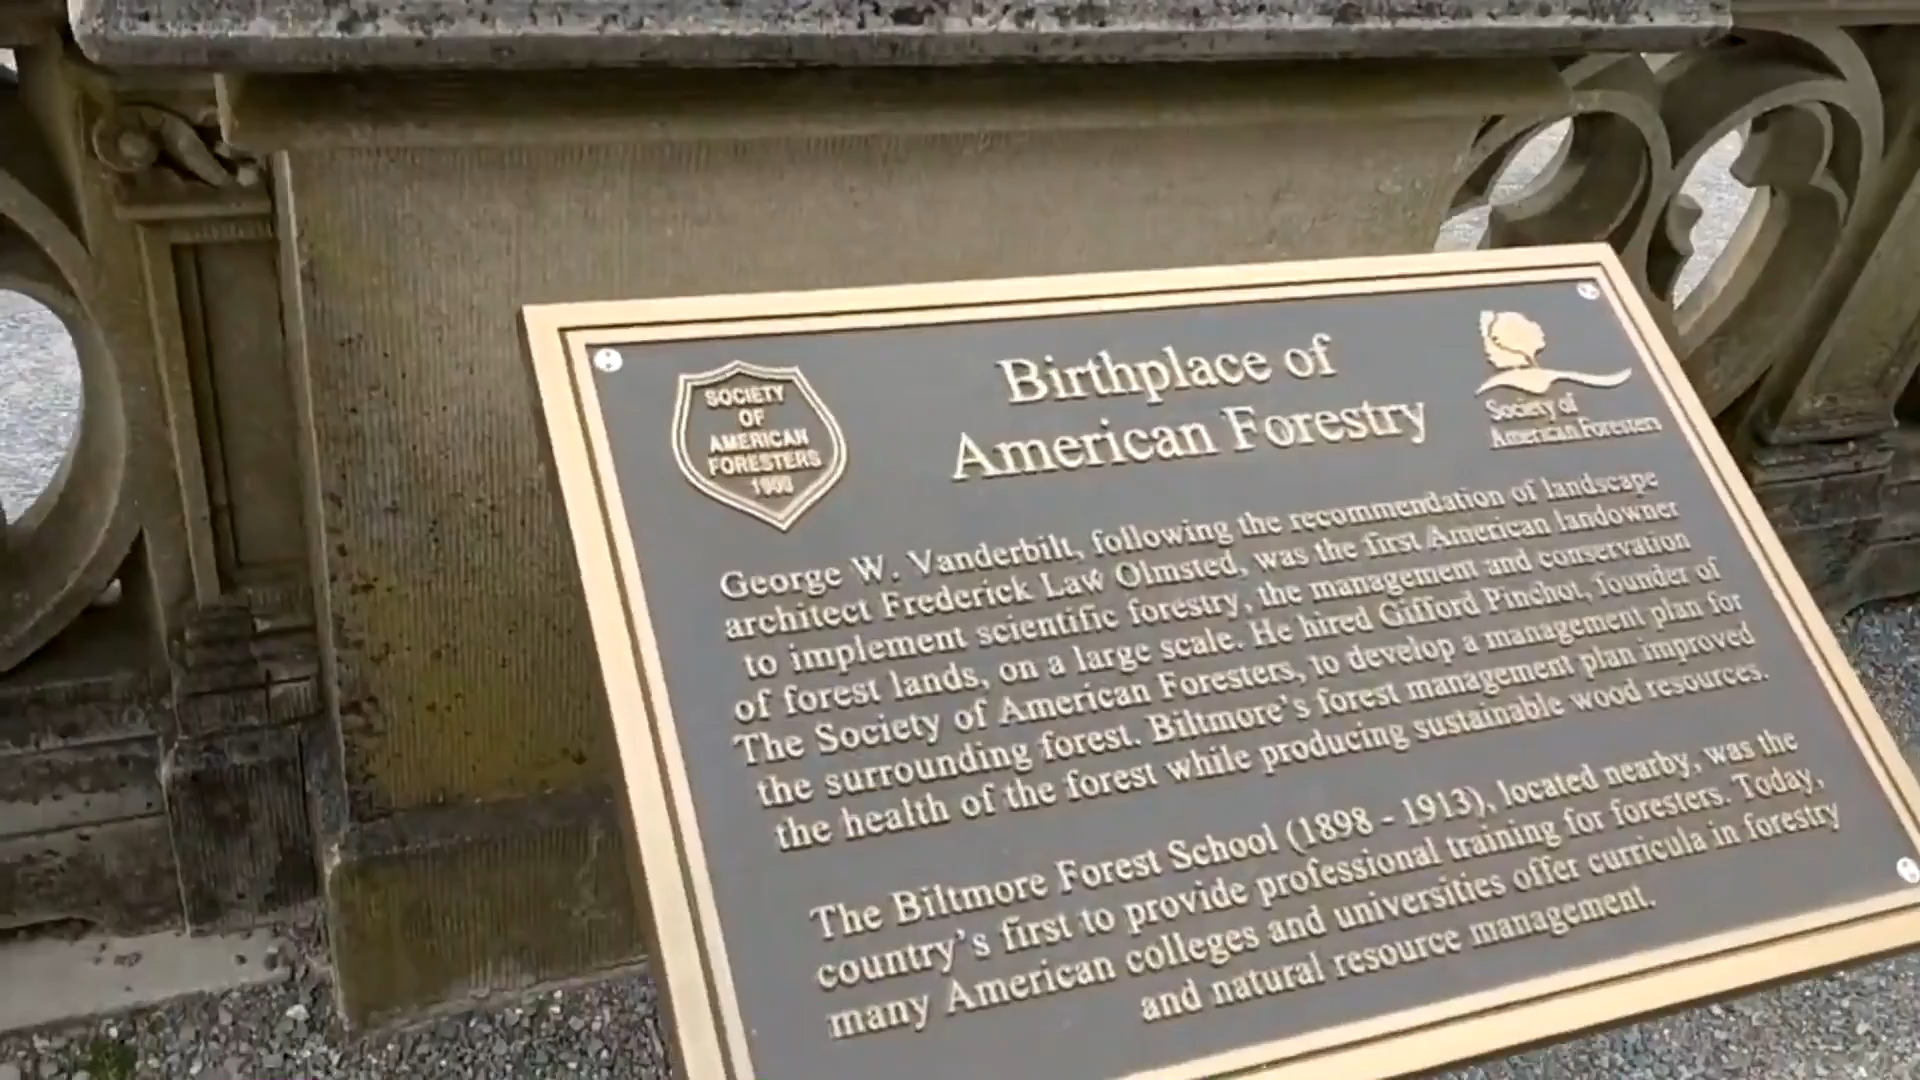 SOCIETY
OF
AMERICAN
FORESTERS
1900
Birthplace of
American Forestry
Society of
American Foresters
George W. Vanderbilt, following the recommendation of landscape
architect Frederick Law Olmsted, was the first American landowner
to implement scientific forestry, the management and conservation
of forest lands, on a large scale. He hired Gifford Pinchot, founder of
The Society of American Foresters, to develop a management plan for
the surrounding forest. Biltmore's forest management plan improved
the health of the forest while producing sustainable wood resources.
The Biltmore Forest School (1898 - 1913), located nearby, was the
country's first to provide professional training for foresters. Today,
many American colleges and universities offer curricula in forestry
and natural resource management.